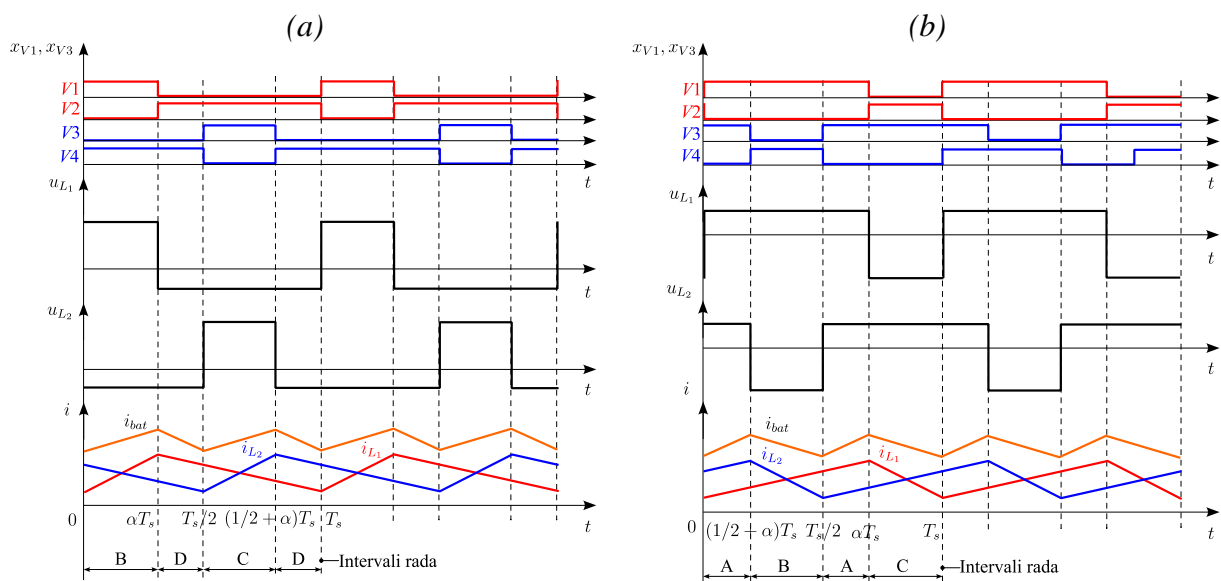 (a)
x_{V1}, x_{V3}
V1
V2
V3
V4
t
u_{L_1}
t
u_{L_2}
t
i
i_{bat}
i_{L_2}
i_{L_1}
0
αT_s
T_s/2
(1/2 + α)T_s
T_s
t
B
D
C
D
Intervali rada
(b)
x_{V1}, x_{V3}
V1
V2
V3
V4
t
u_{L_1}
t
u_{L_2}
t
i
i_{bat}
i_{L_2}
i_{L_1}
0
(1/2 + α)T_s
T_s/2
αT_s
T_s
t
A
B
A
C
Intervali rada